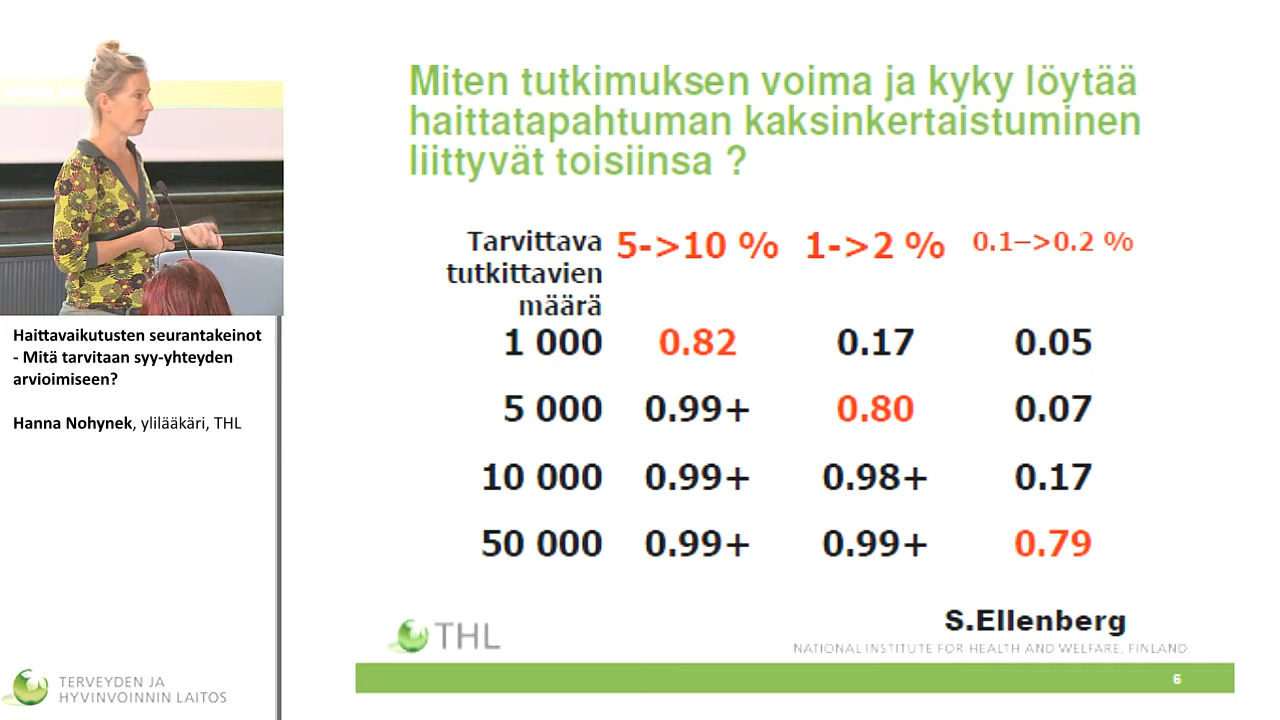 Miten tutkimuksen voima ja kyky löytää
haittatapahtuman kaksinkertaistuminen
liittyvät toisiinsa ?
Tarvittava 5->10 % 1->2 % 0.1–>0.2 %
tutkittavien
määrä
1 000 0.82 0.17 0.05
5 000 0.99+ 0.80 0.07
10 000 0.99+ 0.98+ 0.17
50 000 0.99+ 0.99+ 0.79
S.Ellenberg
THL
NATIONAL INSTITUTE FOR HEALTH AND WELFARE, FINLAND
6
Haittavaikutusten seurantakeinot
- Mitä tarvitaan syy-yhteyden
arvioimiseen?
Hanna Nohynek, ylilääkäri, THL
TERVEYDEN JA
HYVINVOINNIN LAITOS